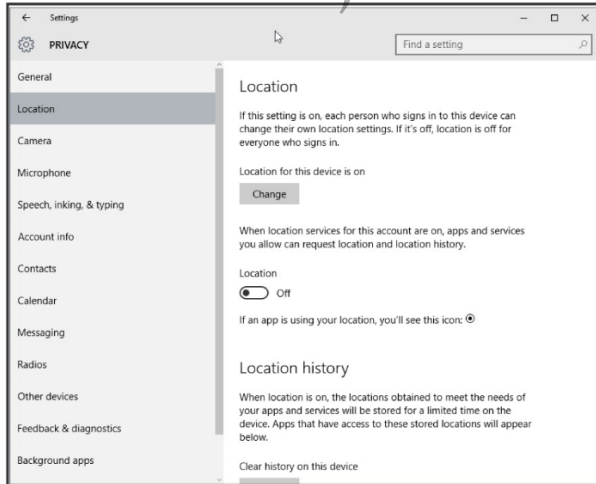 Settings
PRIVACY
Find a setting
General
Location
Camera
Microphone
Speech, inking, & typing
Account info
Contacts
Calendar
Messaging
Radios
Other devices
Feedback & diagnostics
Background apps
Location
If this setting is on, each person who signs in to this device can
change their own location settings. If it's off, location is off for
everyone who signs in.
Location for this device is on
Change
When location services for this account are on, apps and services
you allow can request location and location history.
Location
Off
If an app is using your location, you'll see this icon:
Location history
When location is on, the locations obtained to meet the needs of
your apps and services will be stored for a limited time on the
device. Apps that have access to these stored locations will appear
below.
Clear history on this device